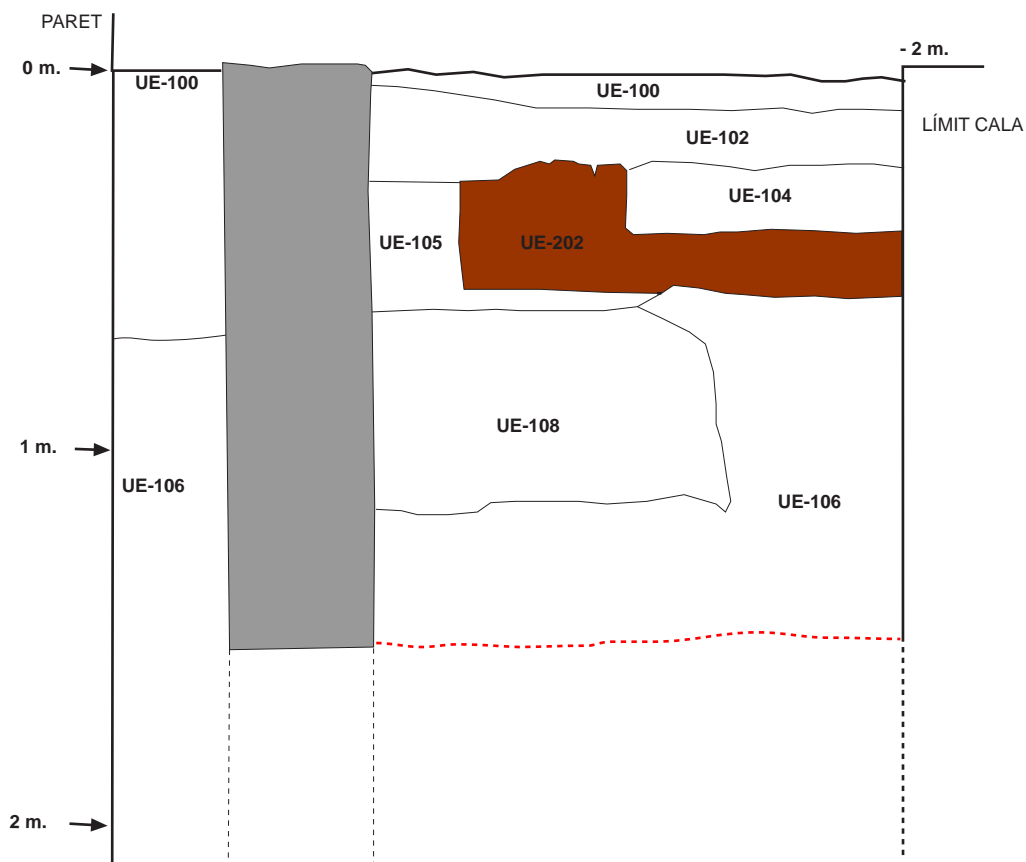 PARET
- 2 m.
0 m.
UE-100
UE-100
LÍMIT CALA
UE-102
UE-104
UE-105
UE-202
UE-108
1 m.
UE-106
UE-106
2 m.